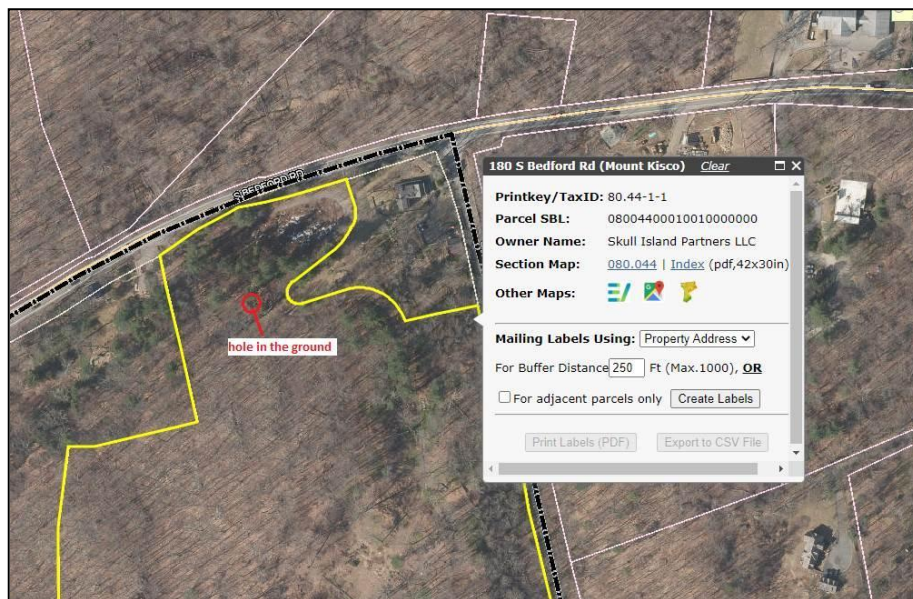 S BEDFORD RD
180 S Bedford Rd (Mount Kisco) Clear
Printkey/TaxID: 80.44-1-1
Parcel SBL: 08004400010010000000
Owner Name: Skull Island Partners LLC
Section Map: 080.044 | Index (pdf,42x30in)
Other Maps:
hole in the ground
Mailing Labels Using: Property Address
For Buffer Distance 250 Ft (Max.1000), OR
For adjacent parcels only Create Labels
Print Labels (PDF) Export to CSV File